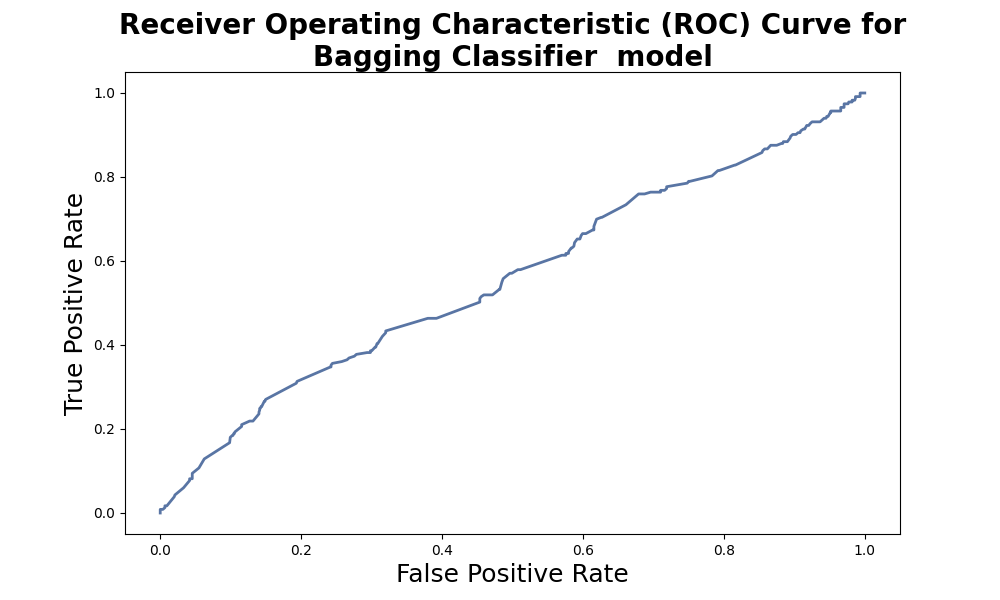 Receiver Operating Characteristic (ROC) Curve for
Bagging Classifier  model
1.0
0.8
0.6
0.4
0.2
0.0
True Positive Rate
0.0 0.2 0.4 0.6 0.8 1.0
False Positive Rate